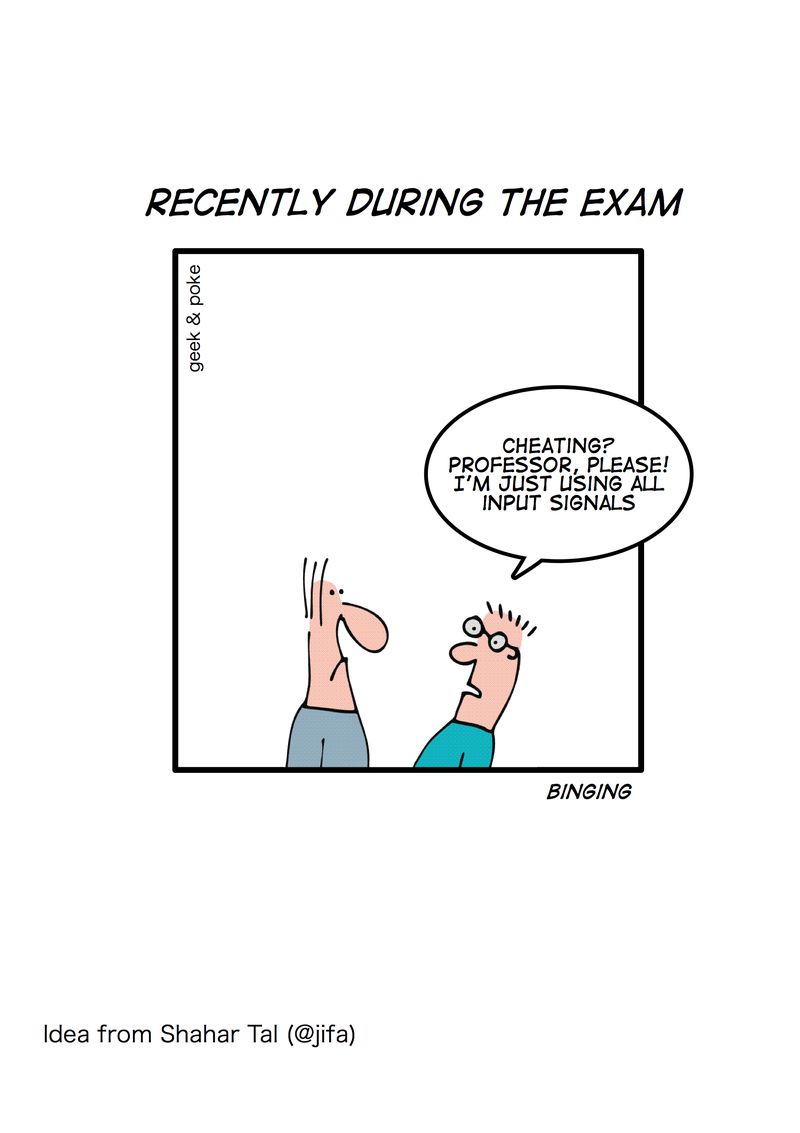 RECENTLY DURING THE EXAM
geek & poke
CHEATING?
PROFESSOR, PLEASE!
I'M JUST USING ALL
INPUT SIGNALS
BINGING
Idea from Shahar Tal (@jifa)